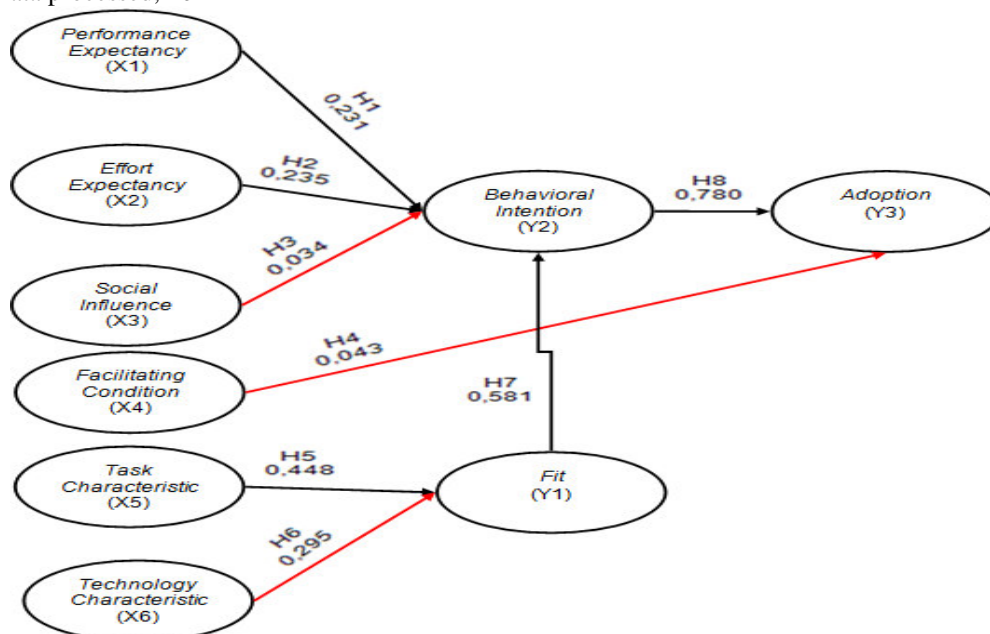 Performance
Expectancy
(X1)
H1
0,231
Effort
Expectancy
(X2)
H2
0,235
Behavioral
Intention
(Y2)
H8
0,780
Adoption
(Y3)
H3
0,034
Social
Influence
(X3)
H4
0,043
Facilitating
Condition
(X4)
H7
0,581
Task
Characteristic
(X5)
H5
0,448
Fit
(Y1)
H6
0,295
Technology
Characteristic
(X6)